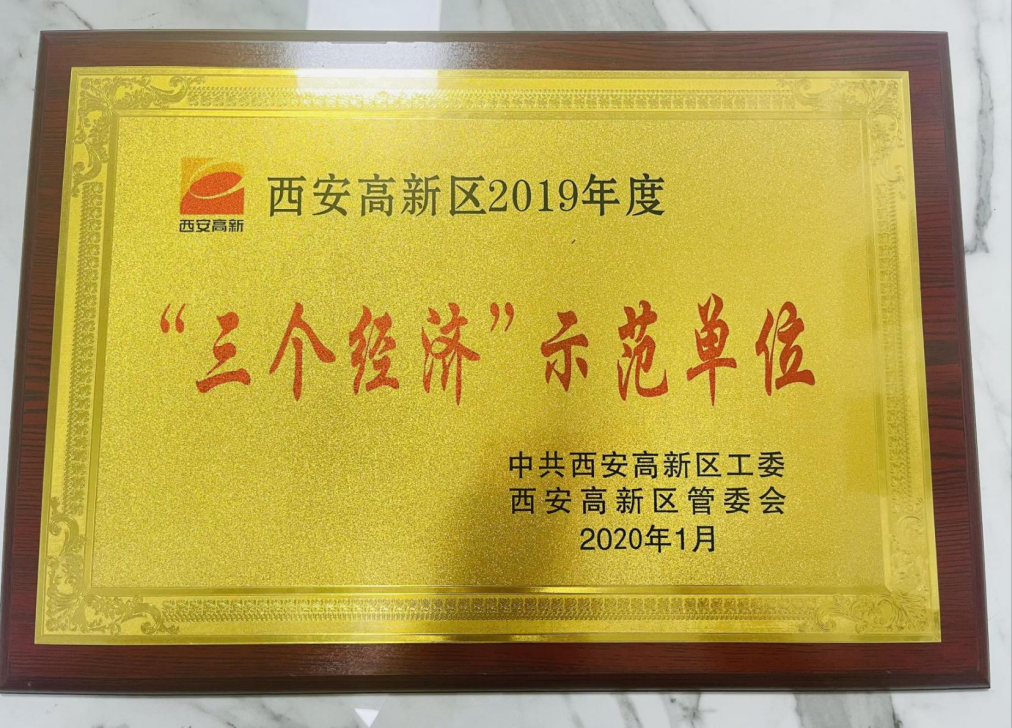 西安高新区2019年度
西安高新
“三个经济”示范单位
中共西安高新区工委
西安高新区管委会
2020年1月